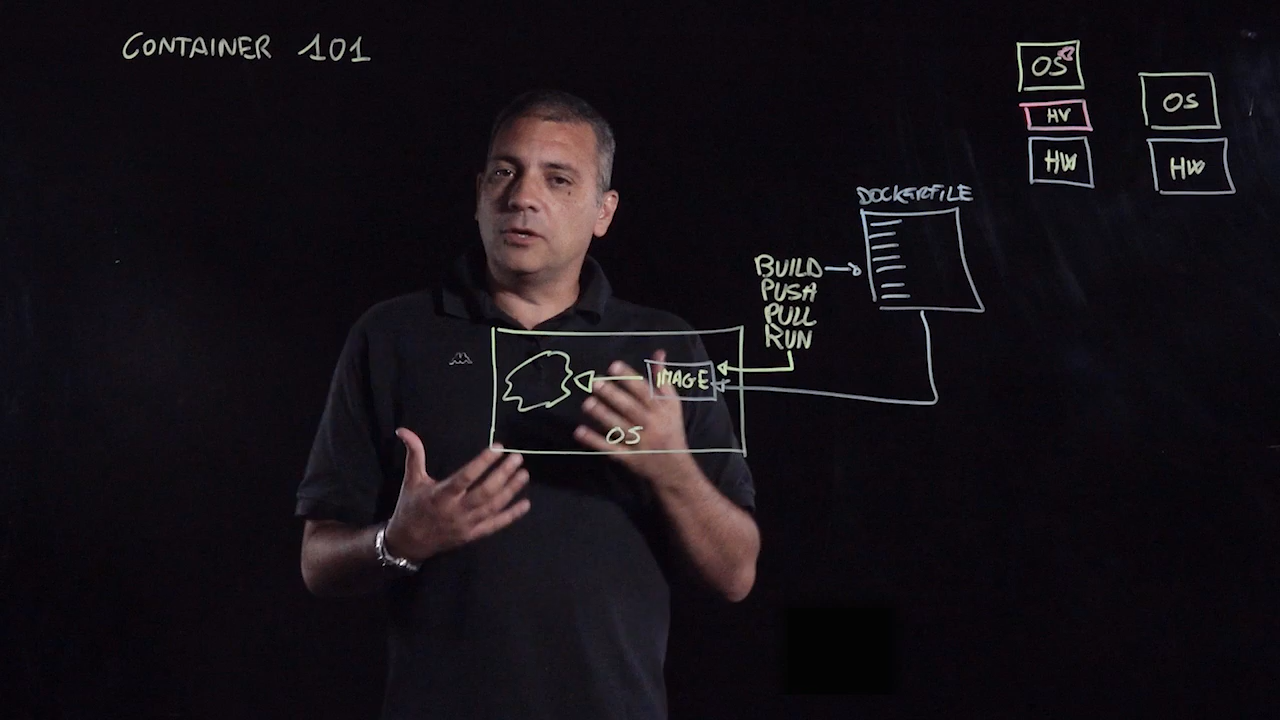 CONTAINER 101
OS
HV
HW
OS
HW
DOCKERFILE
BUILD
PUSH
PULL
RUN
IMAGE
OS